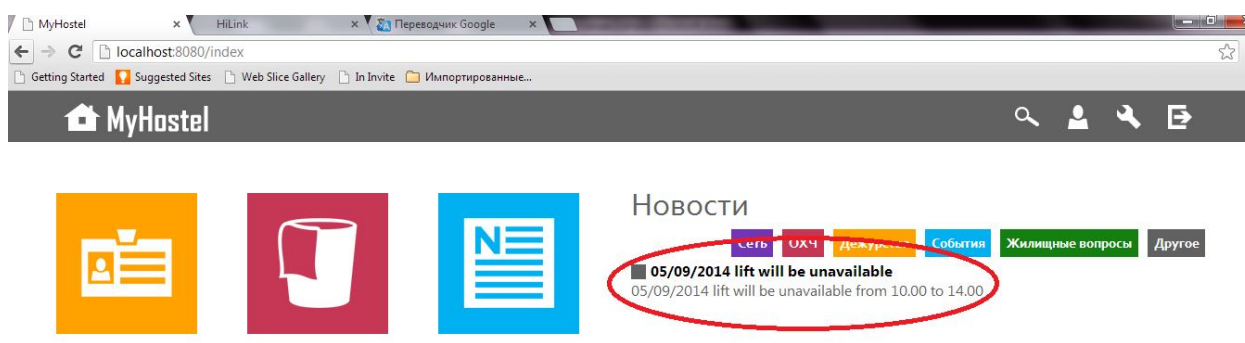 MyHostel
HiLink
Переводчик Google
localhost:8080/index
Getting Started Suggested Sites Web Slice Gallery In Invite Импортированные...
MyHostel
N
Новости
Сеть ОХЧ Дежурства События Жилищные вопросы Другое
05/09/2014 lift will be unavailable
05/09/2014 lift will be unavailable from 10.00 to 14.00